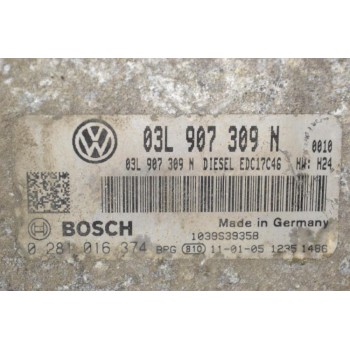 03L 907 309 N 0010
03L 907 309 N DIESEL EDC17C46 HW: H24
BOSCH Made in Germany
1039S39358
0 281 016 374 BPG 810 11-01-05 1235 1486